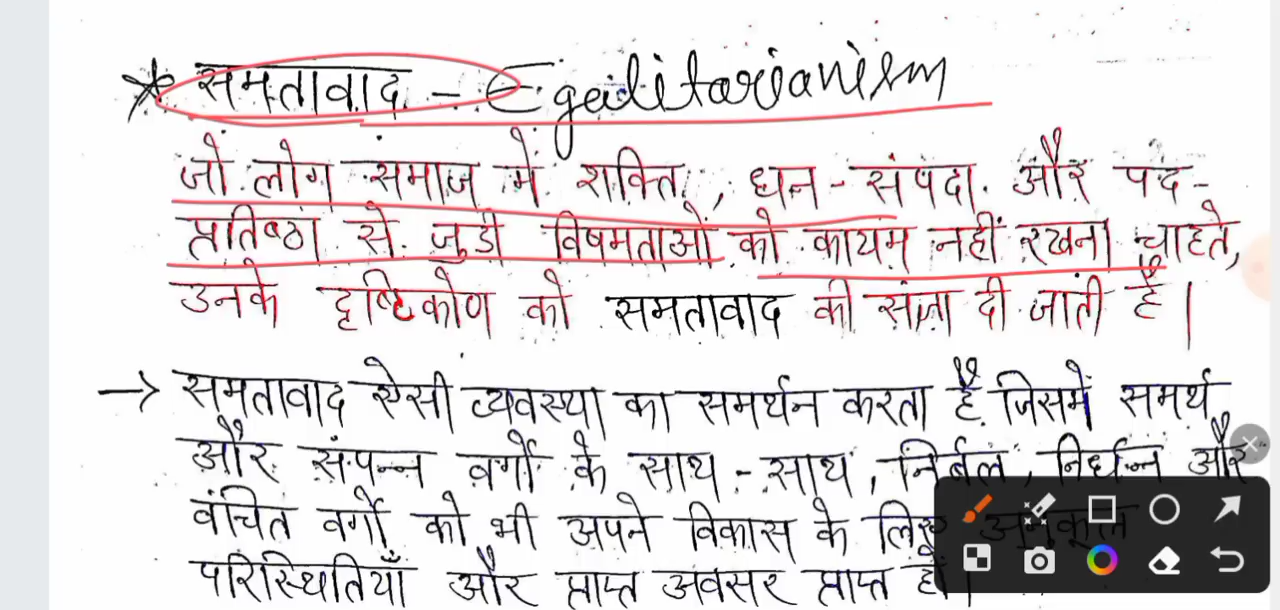 * समतावाद - Egalitarianism
जो लोग समाज में शक्ति, धन-संपदा और पद-
प्रतिष्ठा से जुड़ी विषमताओं को कायम नहीं रखना चाहते,
उनके दृष्टिकोण को समतावाद की संज्ञा दी जाती है।
→ समतावाद ऐसी व्यवस्था का समर्थन करता है जिसमें समर्थ
और संपन्न वर्गों के साथ-साथ, निर्बल, निर्धन और
वंचित वर्गों को भी अपने विकास के लिए अनुकूल
परिस्थितियाँ और प्राप्त अवसर प्राप्त हों।